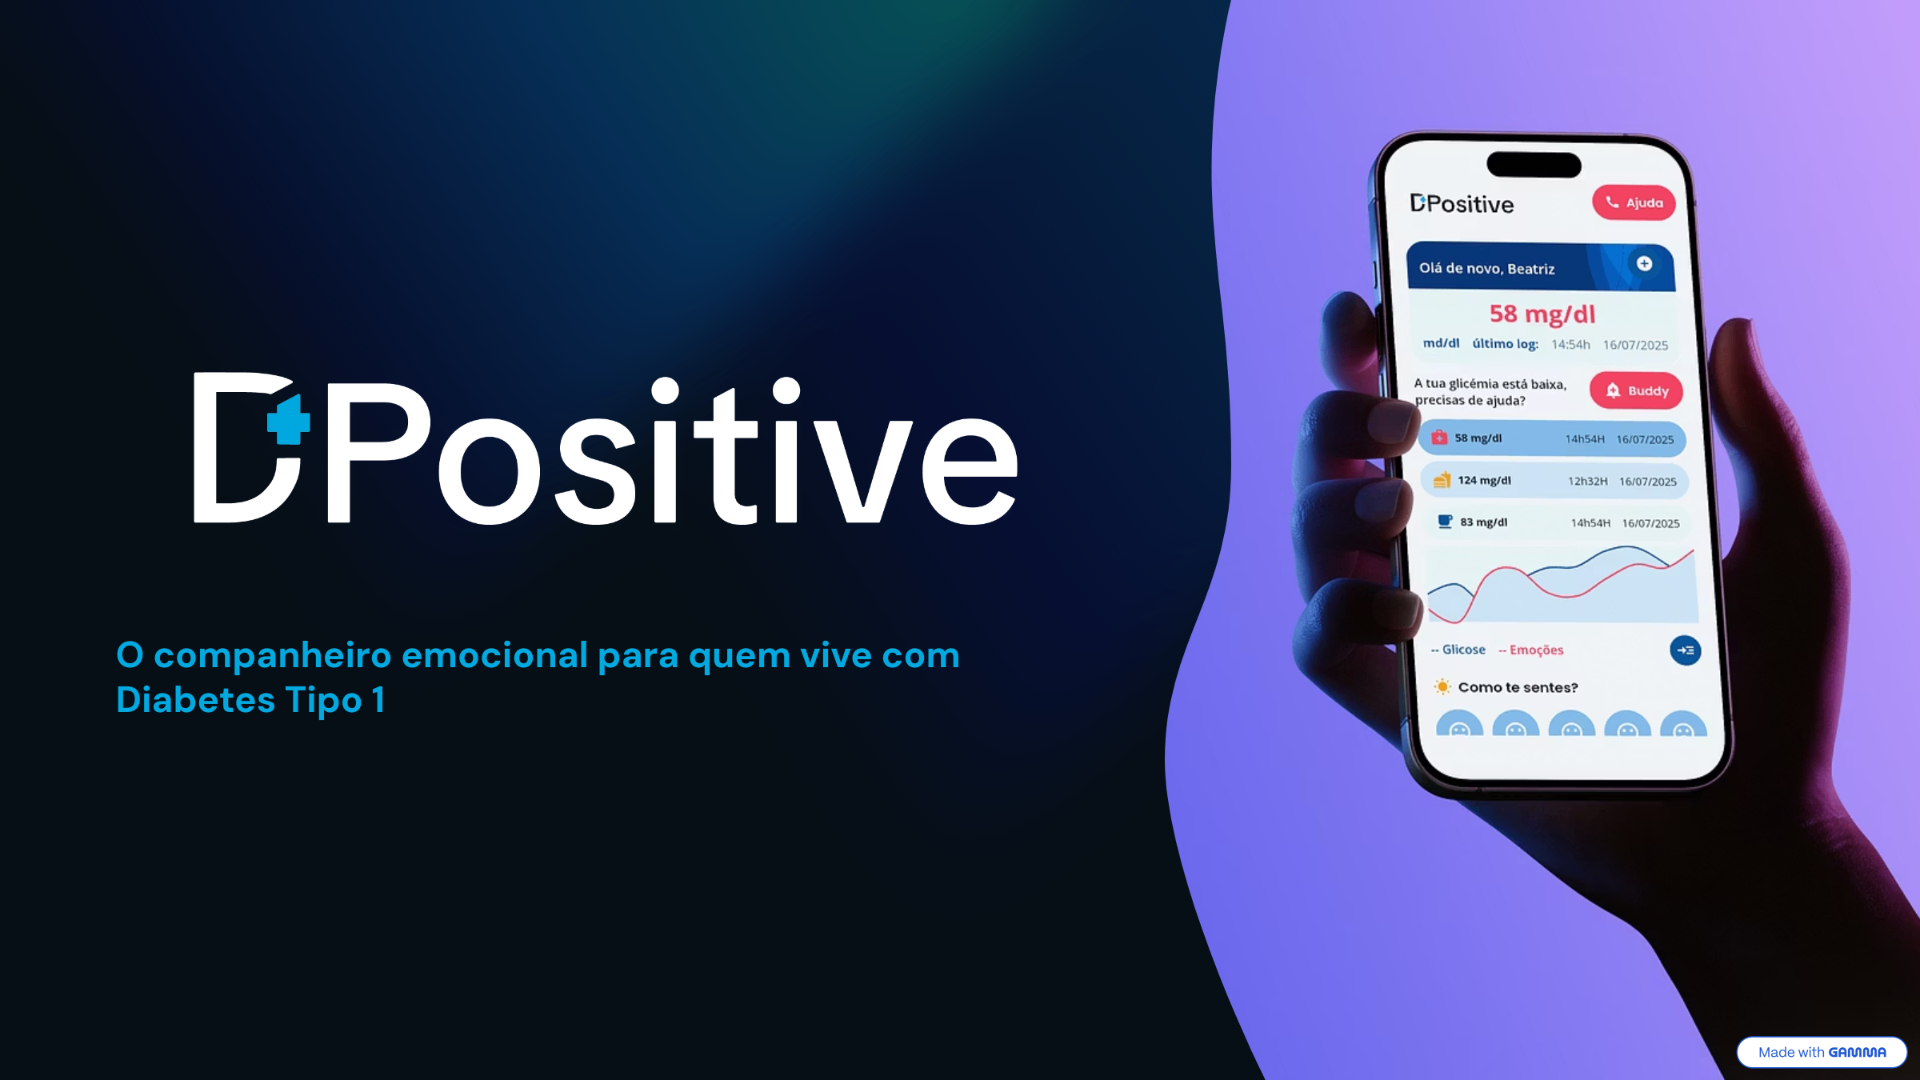 DPositive
O companheiro emocional para quem vive com
Diabetes Tipo 1
DPositive
Ajuda
Olá de novo, Beatriz
58 mg/dl
md/dl último log: 14:54h 16/07/2025
A tua glicémia está baixa,
precisas de ajuda?
Buddy
58 mg/dl 14h54H 16/07/2025
124 mg/dl 12h32H 16/07/2025
83 mg/dl 14h54H 16/07/2025
-- Glicose -- Emoções
Como te sentes?
Made with GAMMA